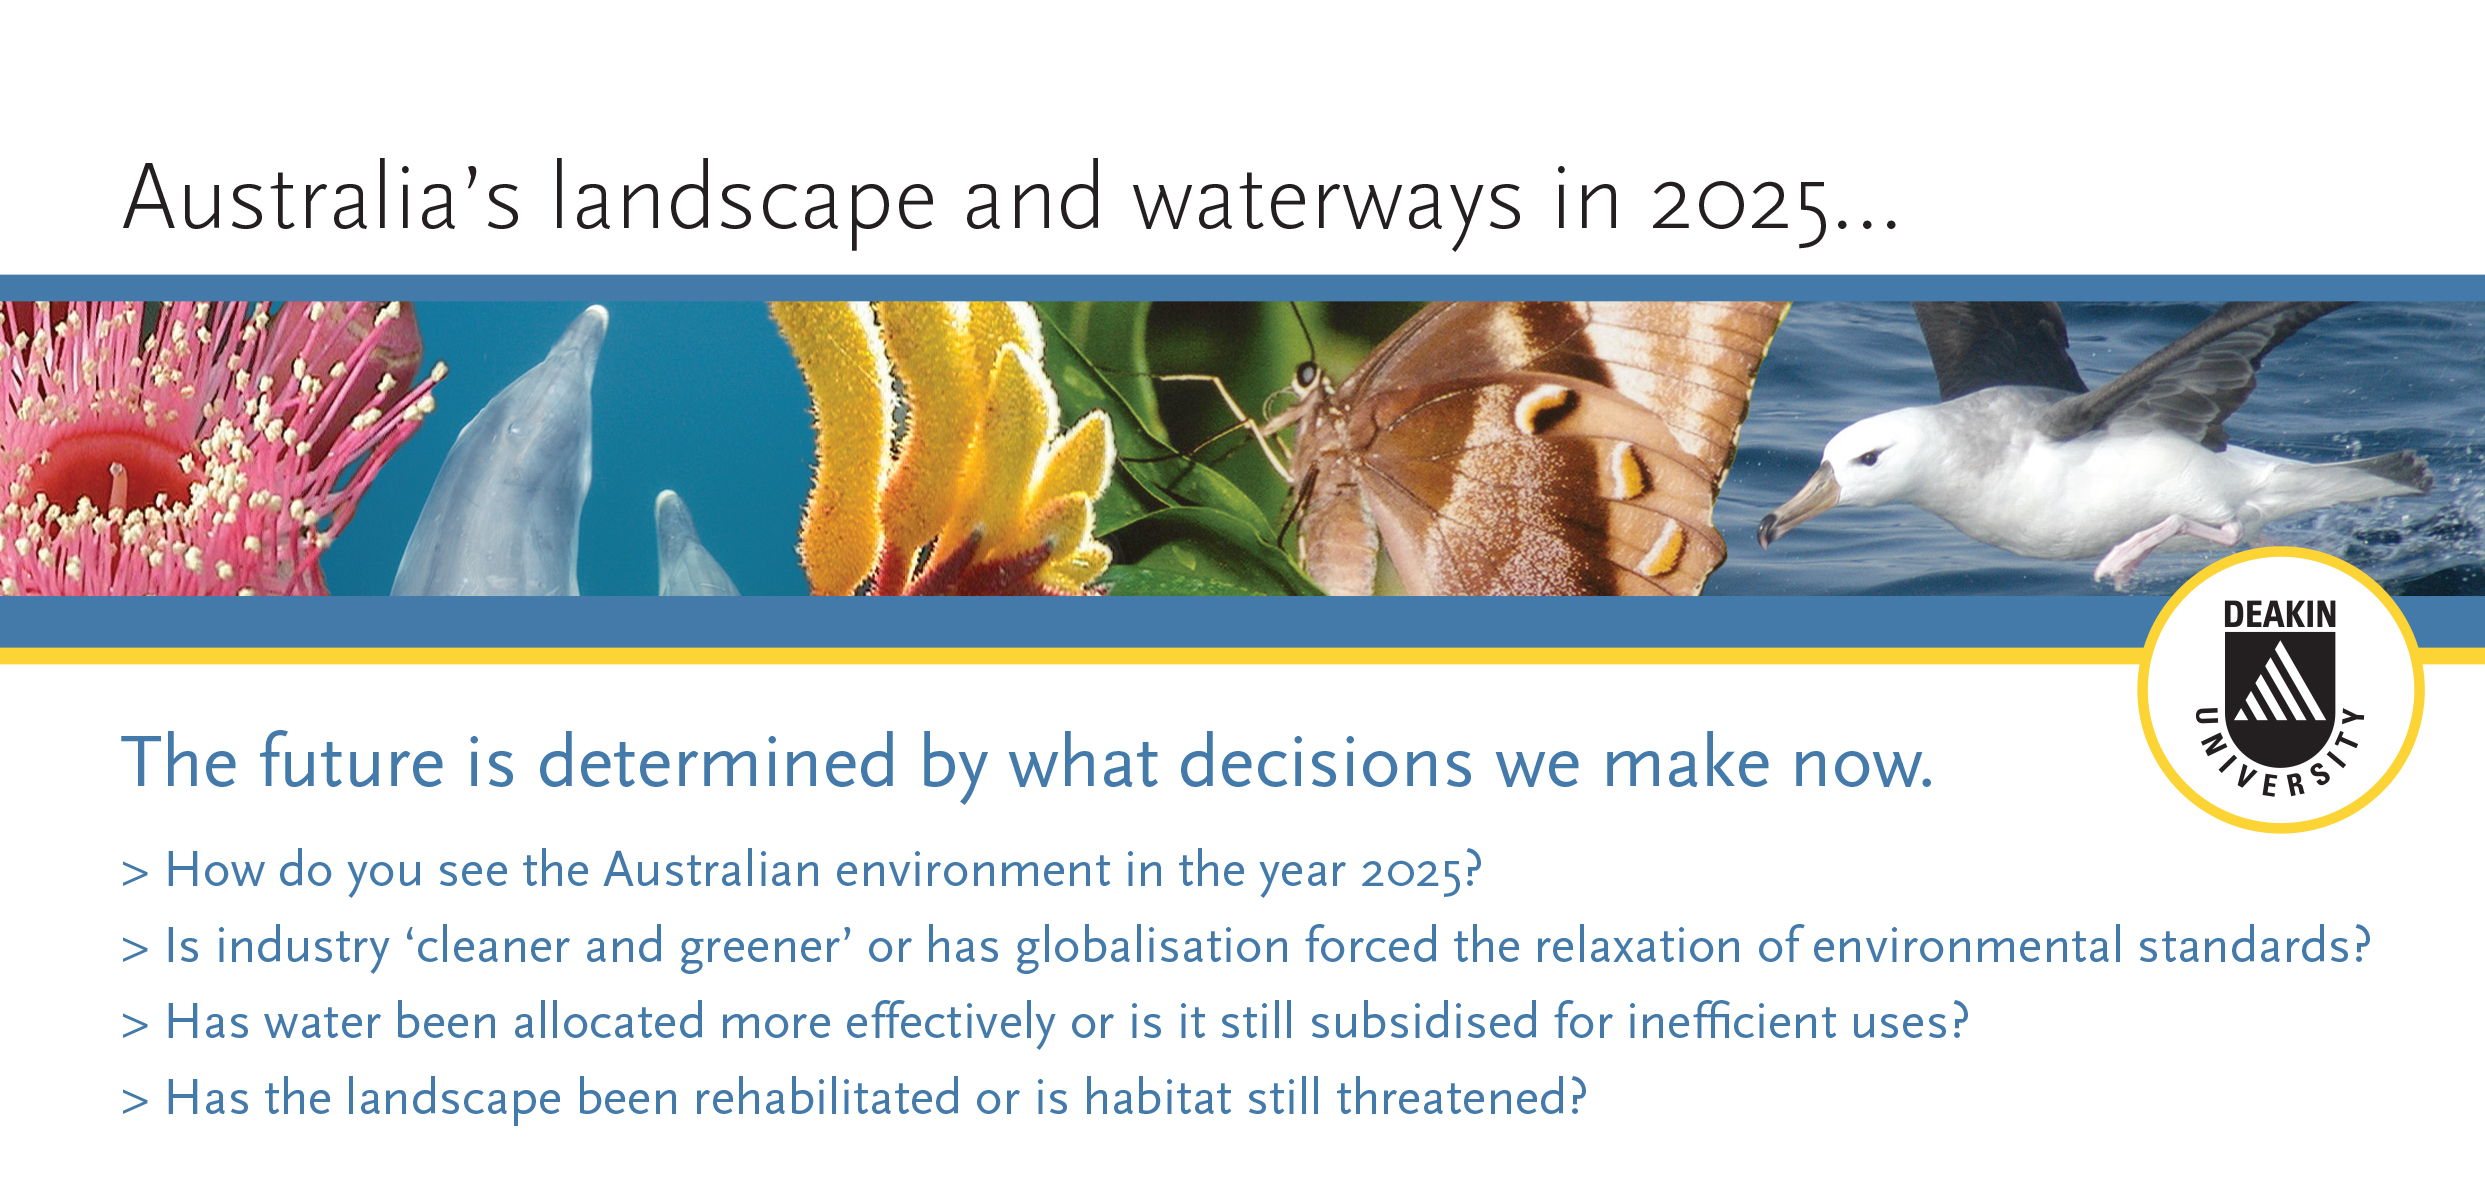 Australia’s landscape and waterways in 2025...
The future is determined by what decisions we make now.
> How do you see the Australian environment in the year 2025?
> Is industry ‘cleaner and greener’ or has globalisation forced the relaxation of environmental standards?
> Has water been allocated more effectively or is it still subsidised for inefficient uses?
> Has the landscape been rehabilitated or is habitat still threatened?
DEAKIN
UNIVERSITY